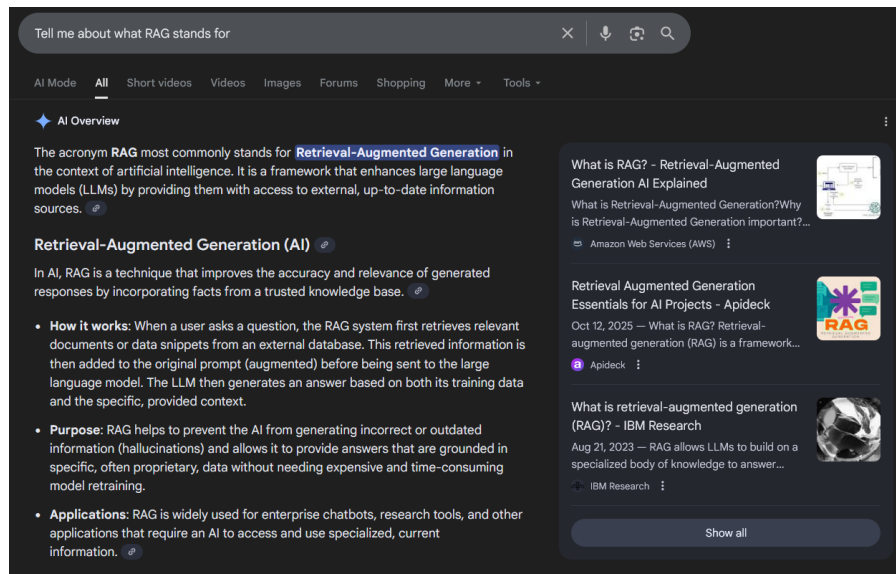 Tell me about what RAG stands for
AI Mode
All
Short videos
Videos
Images
Forums
Shopping
More
Tools
AI Overview
The acronym RAG most commonly stands for Retrieval-Augmented Generation in
the context of artificial intelligence. It is a framework that enhances large language
models (LLMs) by providing them with access to external, up-to-date information
sources.
Retrieval-Augmented Generation (AI)
In AI, RAG is a technique that improves the accuracy and relevance of generated
responses by incorporating facts from a trusted knowledge base.
• How it works: When a user asks a question, the RAG system first retrieves relevant
documents or data snippets from an external database. This retrieved information is
then added to the original prompt (augmented) before being sent to the large
language model. The LLM then generates an answer based on both its training data
and the specific, provided context.
• Purpose: RAG helps to prevent the AI from generating incorrect or outdated
information (hallucinations) and allows it to provide answers that are grounded in
specific, often proprietary, data without needing expensive and time-consuming
model retraining.
• Applications: RAG is widely used for enterprise chatbots, research tools, and other
applications that require an AI to access and use specialized, current
information.
What is RAG? - Retrieval-Augmented
Generation AI Explained
What is Retrieval-Augmented Generation?Why
is Retrieval-Augmented Generation important?...
Amazon Web Services (AWS)
Retrieval Augmented Generation
Essentials for AI Projects - Apideck
Oct 12, 2025 — What is RAG? Retrieval-
augmented generation (RAG) is a framework...
RAG
a
Apideck
What is retrieval-augmented generation
(RAG)? - IBM Research
Aug 21, 2023 — RAG allows LLMs to build on a
specialized body of knowledge to answer...
IBM Research
Show all